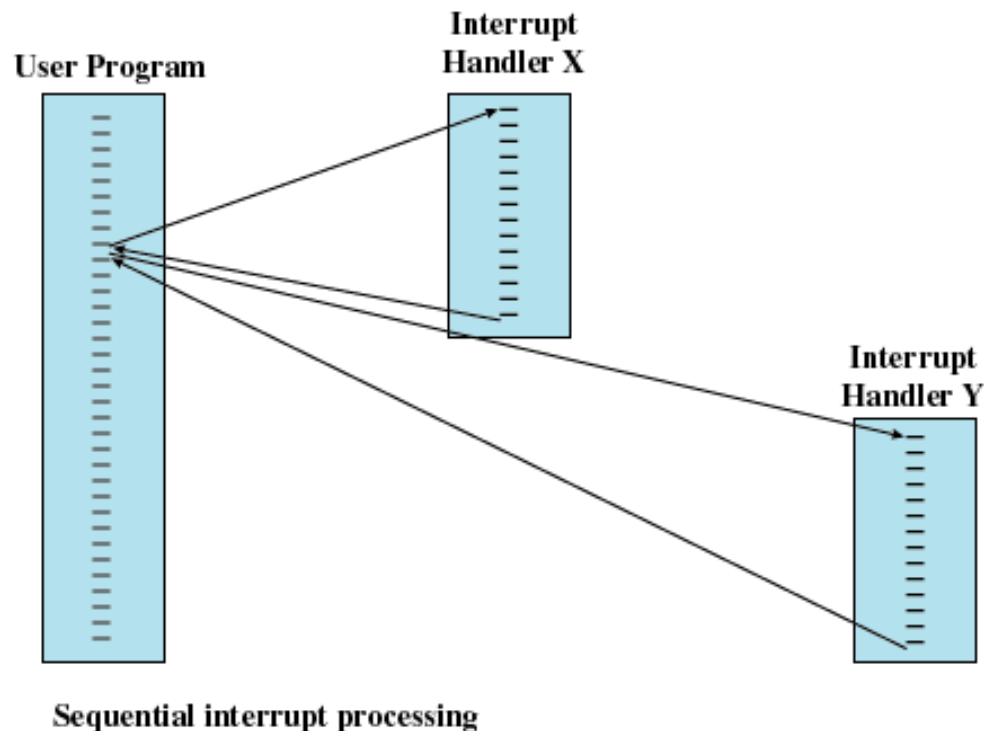 User Program
Interrupt
Handler X
Interrupt
Handler Y
Sequential interrupt processing